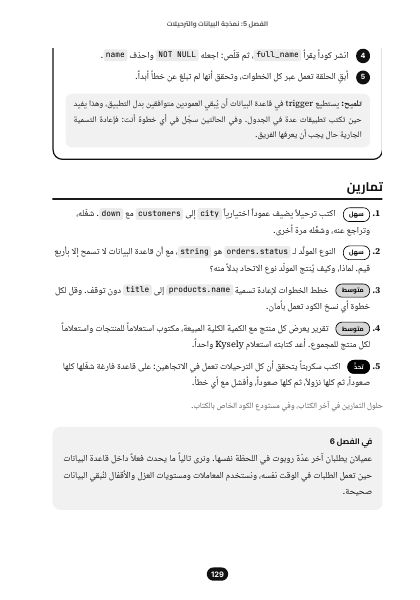 الفصل 5: نمذجة البيانات والترحيلات
4 انشر كوداً يقرأ full_name، ثم قلّص: اجعله NOT NULL واحذف name.
5 أبقِ الحلقة تعمل عبر كل الخطوات، وتحقق أنها لم تبلغ عن خطأ أبداً.
تلميح: يستطيع trigger في قاعدة البيانات أن يُبقي العمودين متوافقين بدل التطبيق، وهذا يفيد
حين تكتب تطبيقات عدة في الجدول. وفي الحالتين سجّل في أي خطوة أنت: فإعادة التسمية
الجارية حال يجب أن يعرفها الفريق.
تمارين
1. سهل اكتب ترحيلاً يضيف عموداً اختيارياً city إلى customers مع down. شغّله،
وتراجع عنه، وشغّله مرة أخرى.
2. سهل النوع المولّد لـ orders.status هو string، مع أن قاعدة البيانات لا تسمح إلا بأربع
قيم. لماذا، وكيف يُنتج المولد نوع الاتحاد بدلاً منه؟
3. متوسط خطط الخطوات لإعادة تسمية products.name إلى title دون توقف. وقل لكل
خطوة أي نسخ الكود تعمل بأمان.
4. متوسط تقرير يعرض كل منتج مع الكمية الكلية المبيعة، مكتوب استعلاماً للمنتجات واستعلاماً
لكل منتج للمجموع. أعد كتابته استعلام Kysely واحداً.
5. تحدٍّ اكتب سكربتاً يتحقق أن كل الترحيلات تعمل في الاتجاهين: على قاعدة فارغة شغّلها كلها
صعوداً، ثم كلها نزولاً، ثم كلها صعوداً، وأفشل مع أي خطأ.
حلول التمارين في آخر الكتاب، وفي مستودع الكود الخاص بالكتاب.
في الفصل 6
عميلان يطلبان آخر عدّة روبوت في اللحظة نفسها. ونرى تالياً ما يحدث فعلاً داخل قاعدة البيانات
حين تعمل الطلبات في الوقت نفسه، ونستخدم المعاملات ومستويات العزل والأقفال لنُبقي البيانات
صحيحة.
129